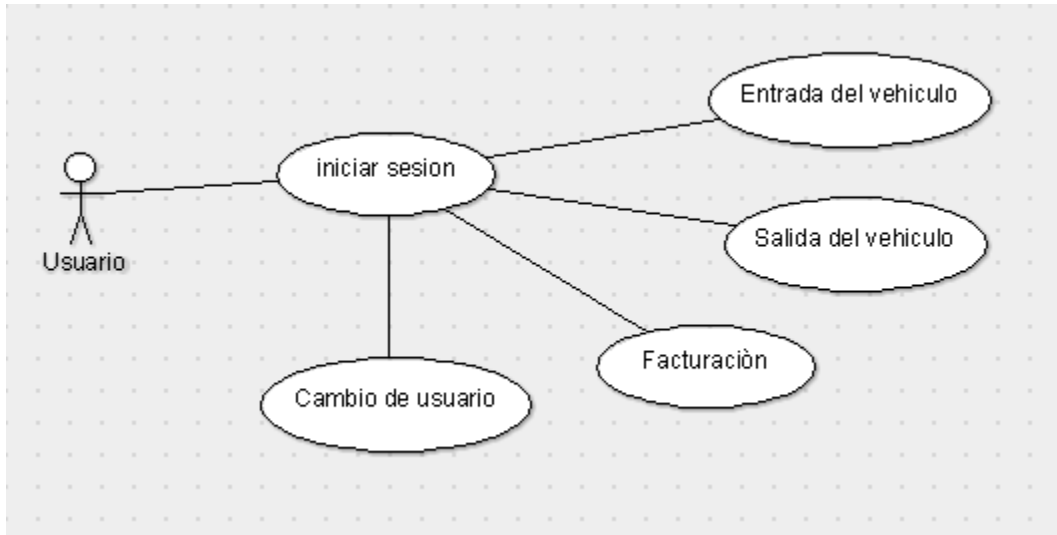 Entrada del vehiculo
iniciar sesion
Salida del vehiculo
Usuario
Facturaciòn
Cambio de usuario